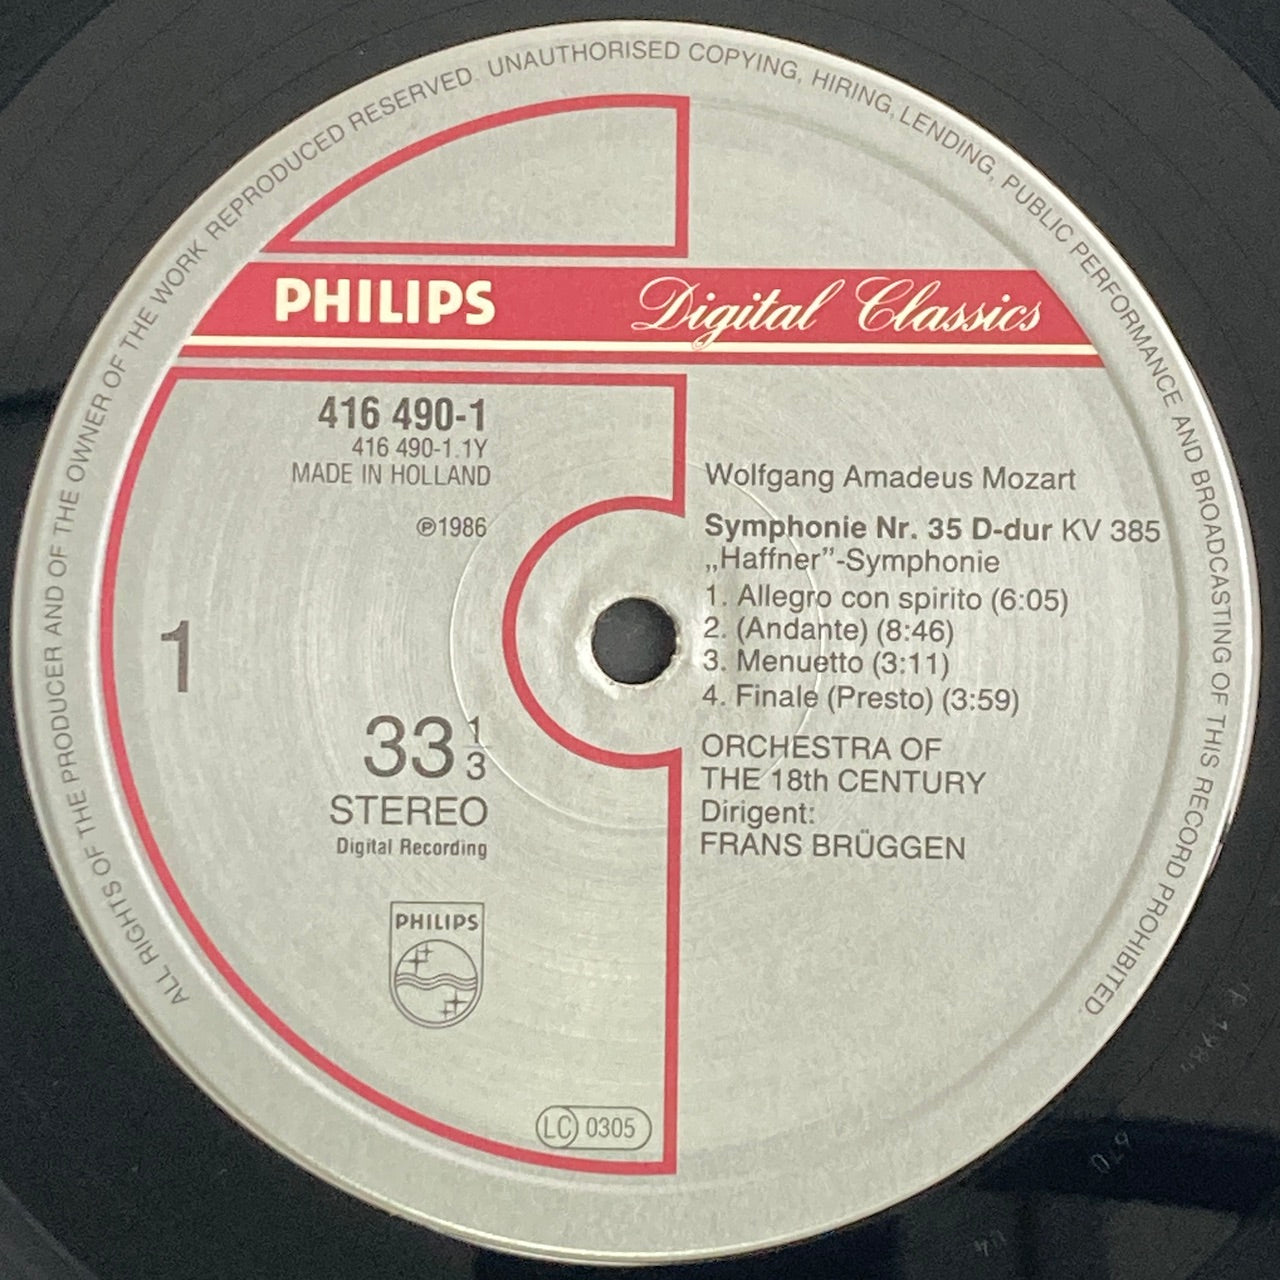 ALL RIGHTS OF THE PRODUCER AND OF THE OWNER OF THE WORK REPRODUCED RESERVED. UNAUTHORISED COPYING, HIRING, LENDING, PUBLIC PERFORMANCE AND BROADCASTING OF THIS RECORD PROHIBITED.
PHILIPS Digital Classics
416 490-1
416 490-1.1Y
MADE IN HOLLAND
℗1986
1
33 1/3
STEREO
Digital Recording
PHILIPS
LC 0305
Wolfgang Amadeus Mozart
Symphonie Nr. 35 D-dur KV 385
„Haffner”-Symphonie
1. Allegro con spirito (6:05)
2. (Andante) (8:46)
3. Menuetto (3:11)
4. Finale (Presto) (3:59)
ORCHESTRA OF
THE 18th CENTURY
Dirigent:
FRANS BRÜGGEN
670